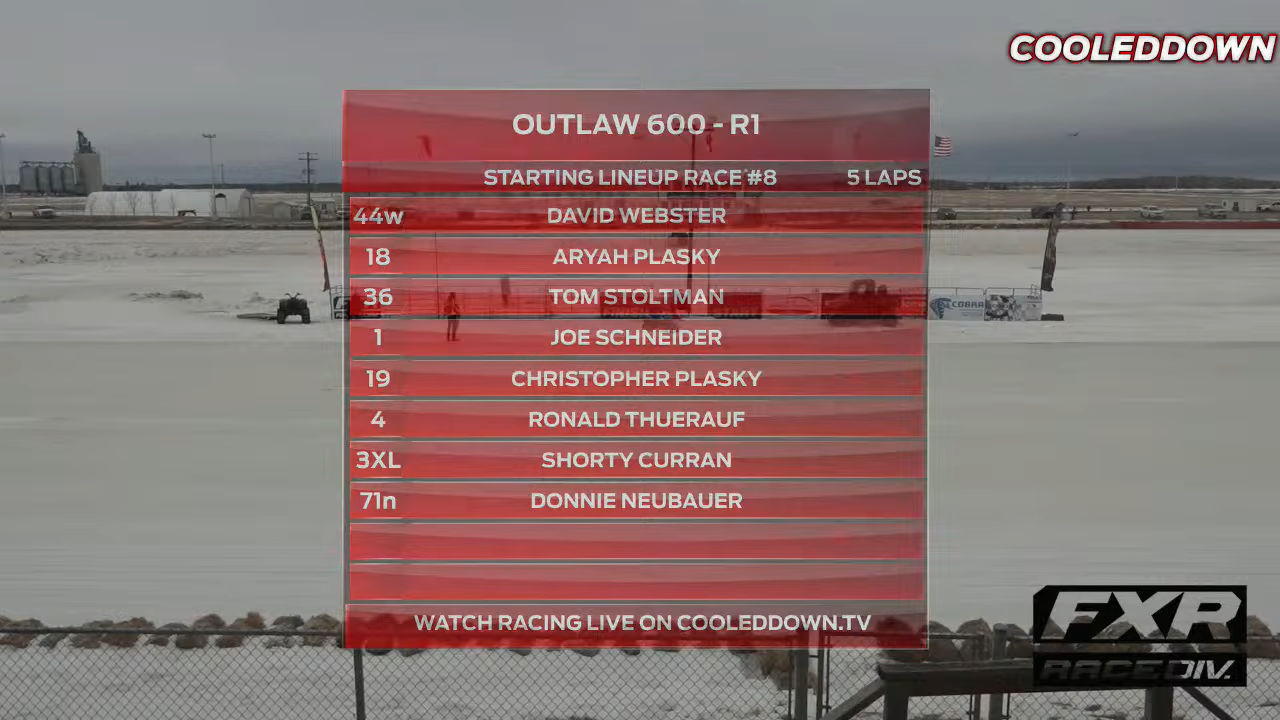 COOLEDDOWN
OUTLAW 600 - R1
STARTING LINEUP RACE #8 5 LAPS
44w DAVID WEBSTER
18 ARYAH PLASKY
36 TOM STOLTMAN
1 JOE SCHNEIDER
19 CHRISTOPHER PLASKY
4 RONALD THUERAUF
3XL SHORTY CURRAN
71n DONNIE NEUBAUER
WATCH RACING LIVE ON COOLEDDOWN.TV
COBRA
FXR
RACE DIV.